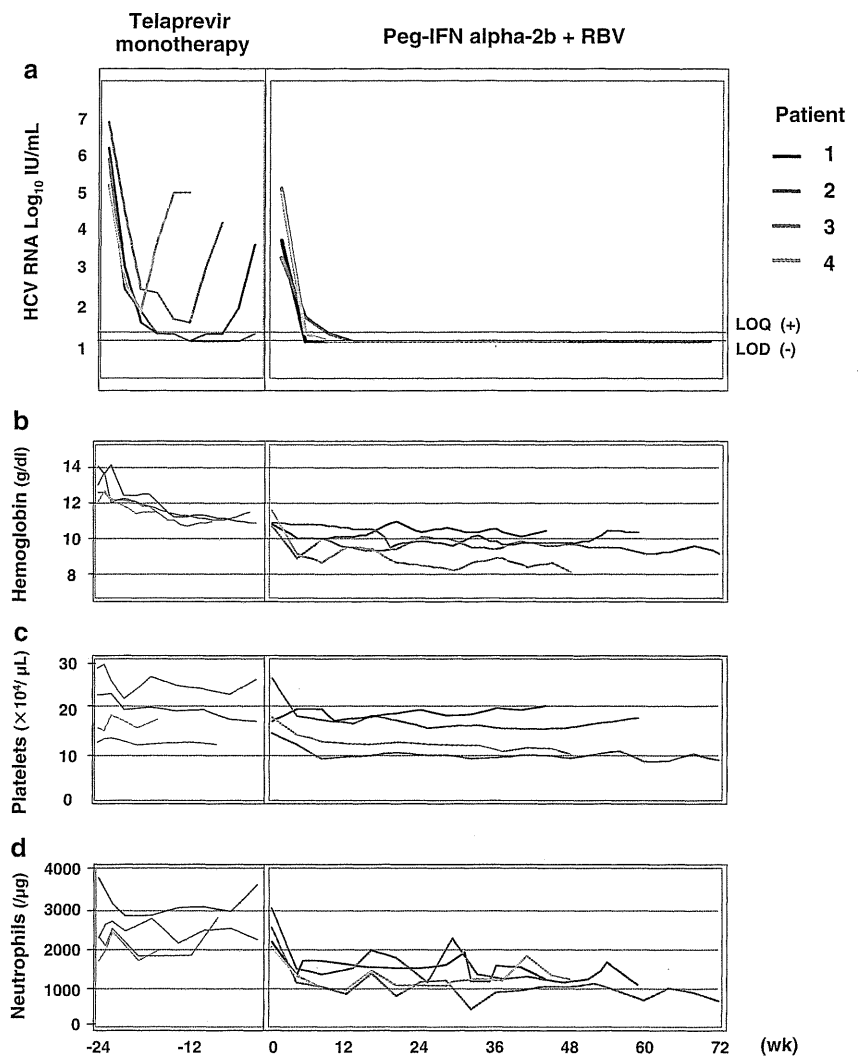 Telaprevir
monotherapy
Peg-IFN alpha-2b + RBV
a
HCV RNA Log10 IU/mL
7
6
5
4
3
2
1
LOQ (+)
LOD (-)
Patient
1
2
3
4
b
Hemoglobin (g/dl)
14
12
10
8
c
Platelets (×10⁴/ μL)
30
20
10
0
d
Neutrophils (/μg)
4000
3000
2000
1000
0
-24 -12 0 12 24 36 48 60 72 (wk)